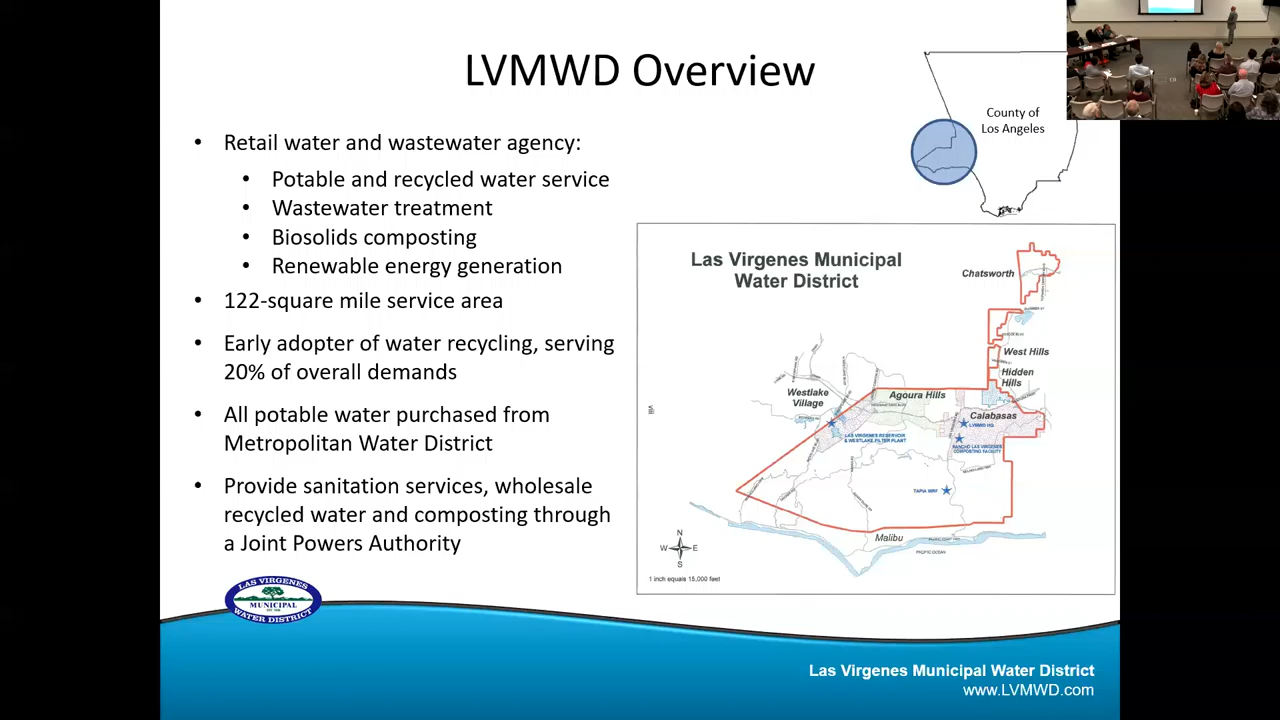 LVMWD Overview
County of
Los Angeles
• Retail water and wastewater agency:
• Potable and recycled water service
• Wastewater treatment
• Biosolids composting
• Renewable energy generation
• 122-square mile service area
• Early adopter of water recycling, serving
20% of overall demands
• All potable water purchased from
Metropolitan Water District
• Provide sanitation services, wholesale
recycled water and composting through
a Joint Powers Authority
Las Virgenes Municipal
Water District
Chatsworth
West Hills
Hidden
Hills
Westlake
Village
Agoura Hills
Calabasas
LVMWD HQ
LAS VIRGENES RESERVOIR
& WESTLAKE FILTER PLANT
RANCHO LAS VIRGENES
COMPOSTING FACILITY
TAPIA WRF
Malibu
PACIFIC COAST HWY
PACIFIC OCEAN
N
W
E
S
1 inch equals 15,000 feet
viii
LAS VIRGENES
MUNICIPAL
WATER DISTRICT
Las Virgenes Municipal Water District
www.LVMWD.com